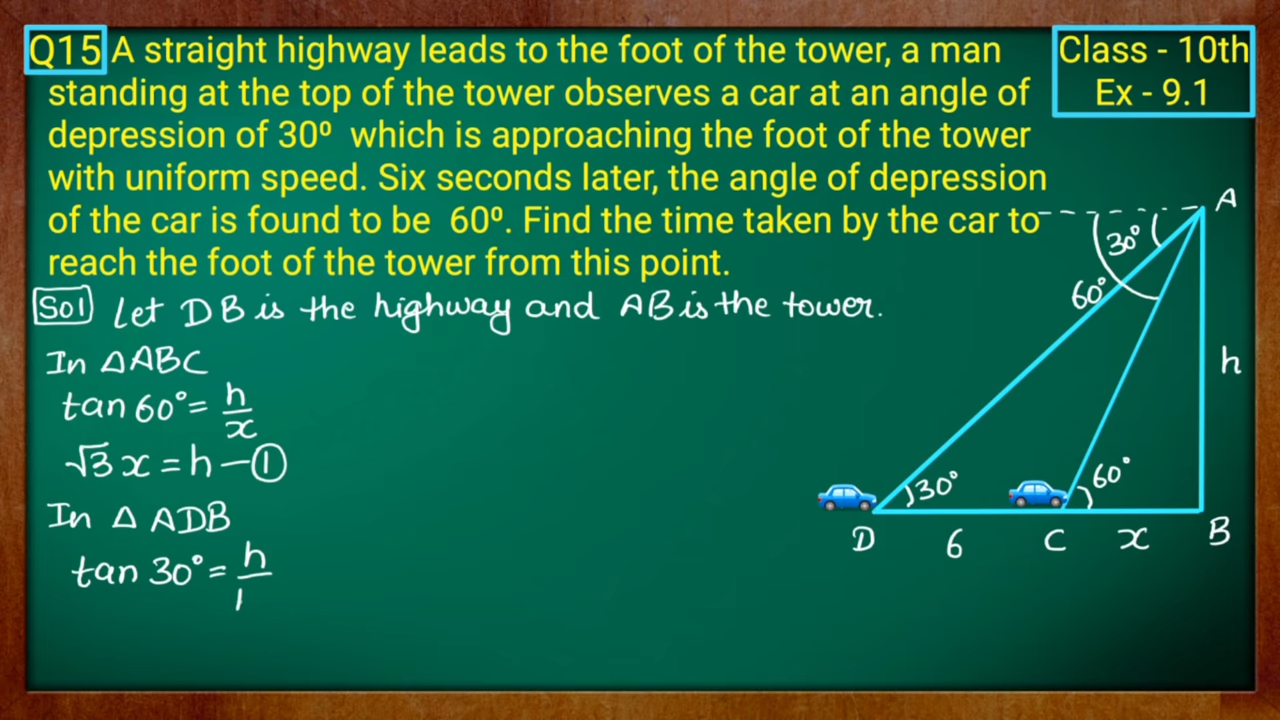 Q15 A straight highway leads to the foot of the tower, a man
standing at the top of the tower observes a car at an angle of
depression of 30⁰ which is approaching the foot of the tower
with uniform speed. Six seconds later, the angle of depression
of the car is found to be 60⁰. Find the time taken by the car to
reach the foot of the tower from this point.
Class - 10th
Ex - 9.1
Sol Let DB is the highway and AB is the tower.
In △ABC
tan 60° = h/x
√3 x = h — ①
In △ ADB
tan 30° = h/
A
30°
60°
h
30°
60°
D 6 C x B